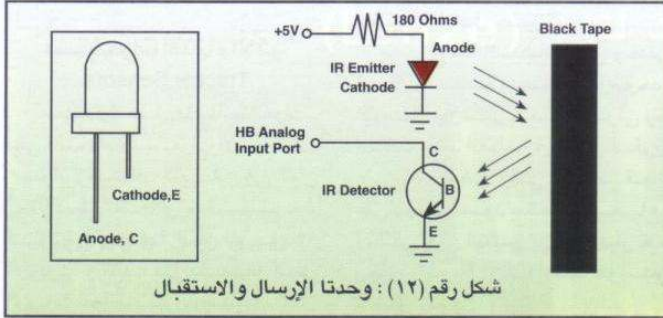 +5V
180 Ohms
Anode
Black Tape
IR Emitter
Cathode
HB Analog
Input Port
C
IR Detector
B
E
Cathode,E
Anode, C
شكل رقم (١٢) : وحدتا الإرسال والاستقبال